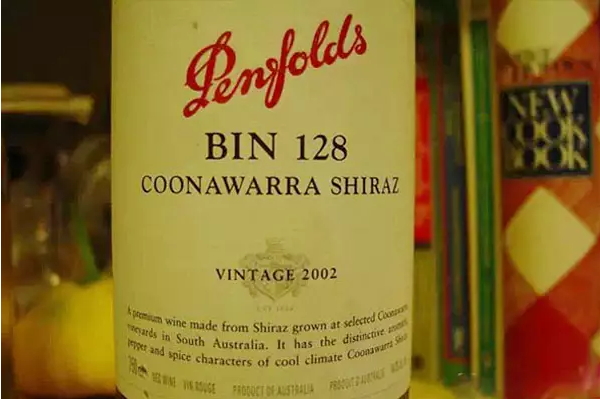 Penfolds
BIN 128
COONAWARRA SHIRAZ
VINTAGE 2002
A premium wine made from Shiraz grown at selected Coonawarra
vineyards in South Australia. It has the distinctive aromatic,
pepper and spice characters of cool climate Coonawarra Shiraz
RED WINE VIN ROUGE PRODUCT OF AUSTRALIA PRODUIT D'AUSTRALIE
NEW
COOK
BOOK